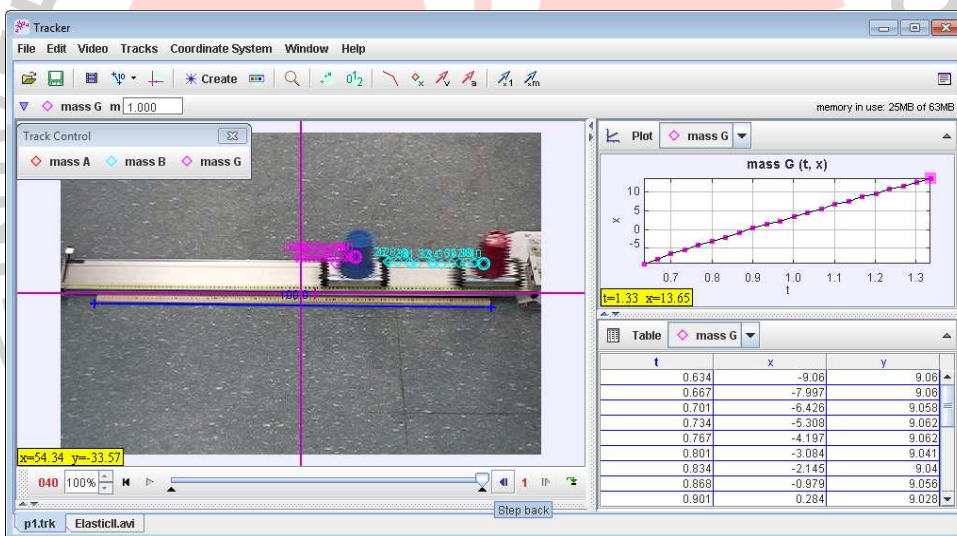 Tracker
File Edit Video Tracks Coordinate System Window Help
Create
mass G m 1.000
memory in use: 25MB of 63MB
Track Control
mass A mass B mass G
Plot mass G
mass G (t, x)
x
10
5
0
-5
0.7 0.8 0.9 1.0 1.1 1.2 1.3
t
t=1.33 x=13.65
100.0
Table mass G
t x y
0.634 -9.06 9.06
0.667 -7.997 9.06
0.701 -6.426 9.058
0.734 -5.308 9.062
0.767 -4.197 9.062
0.801 -3.084 9.041
0.834 -2.145 9.04
0.868 -0.979 9.056
0.901 0.284 9.028
x=54.34 y=-33.57
040 100% 1
Step back
p1.trk ElasticII.avi